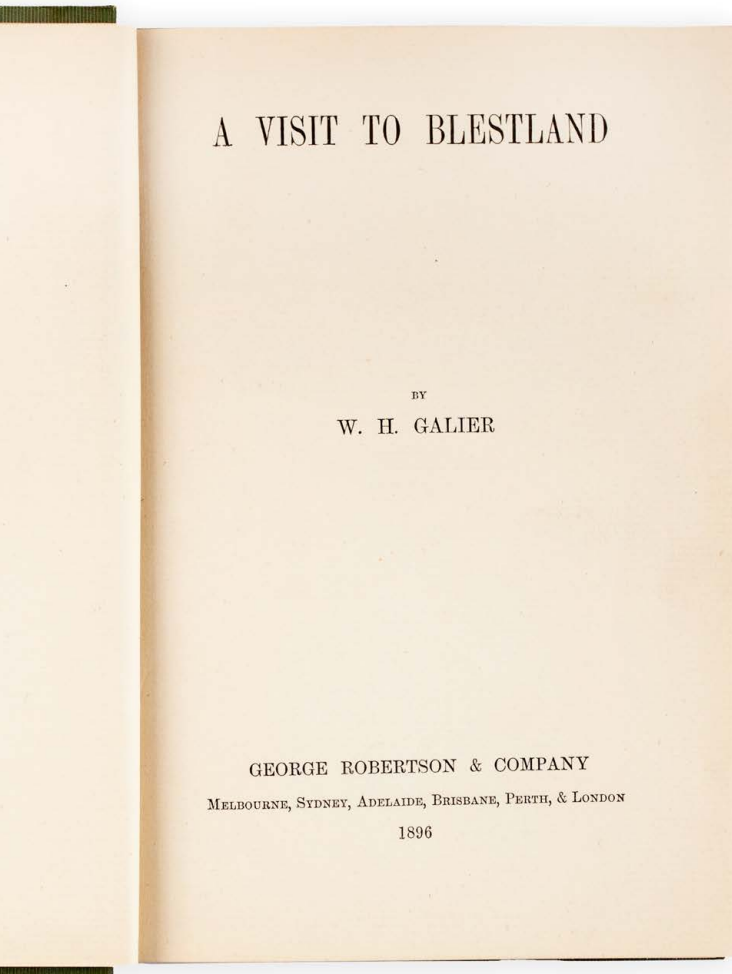 A VISIT TO BLESTLAND
BY
W. H. GALIER
GEORGE ROBERTSON & COMPANY
MELBOURNE, SYDNEY, ADELAIDE, BRISBANE, PERTH, & LONDON
1896